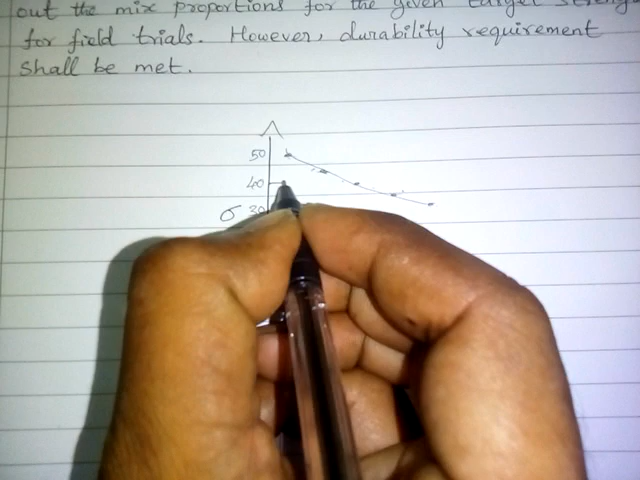 out the mix proportions for the given target strength
for field trials. However, durability requirement
shall be met.
50
40
σ 30